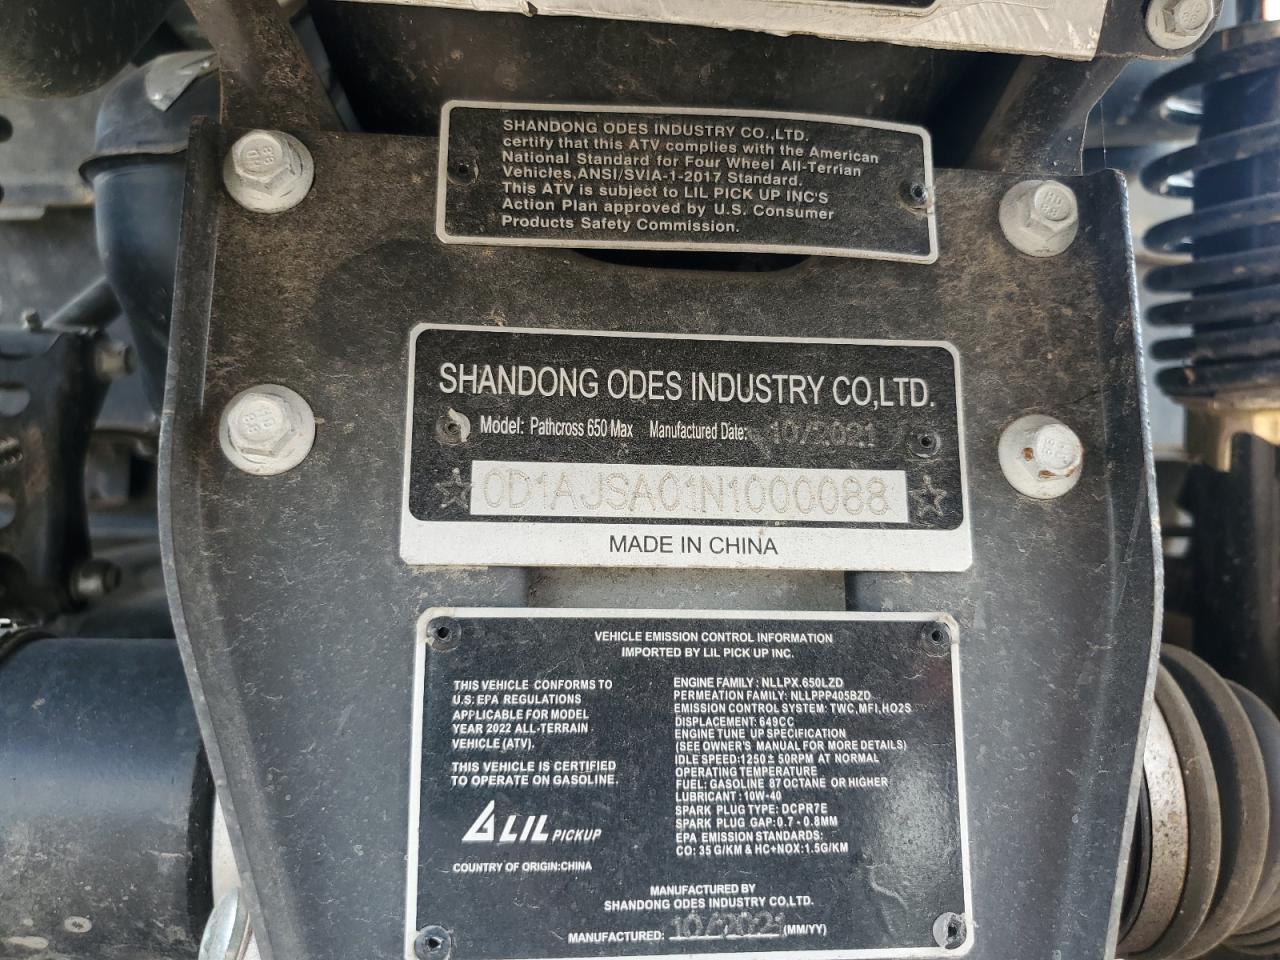 SHANDONG ODES INDUSTRY CO.,LTD.
certify that this ATV complies with the American
National Standard for Four Wheel All-Terrian
Vehicles,ANSI/SVIA-1-2017 Standard.
This ATV is subject to LIL PICK UP INC'S
Action Plan approved by U.S. Consumer
Products Safety Commission.
SHANDONG ODES INDUSTRY CO,LTD.
Model: Pathcross 650 Max Manufactured Date: 10/2021
☆ 0D1AJSA01N1000088 ☆
MADE IN CHINA
VEHICLE EMISSION CONTROL INFORMATION
IMPORTED BY LIL PICK UP INC.
THIS VEHICLE CONFORMS TO
U.S: EPA REGULATIONS
APPLICABLE FOR MODEL
YEAR 2022 ALL-TERRAIN
VEHICLE (ATV).
THIS VEHICLE IS CERTIFIED
TO OPERATE ON GASOLINE.
LIL PICKUP
COUNTRY OF ORIGIN:CHINA
ENGINE FAMILY : NLLPX.650LZD
PERMEATION FAMILY: NLLPPP405BZD
EMISSION CONTROL SYSTEM: TWC,MFI,HO2S
DISPLACEMENT: 649CC
ENGINE TUNE UP SPECIFICATION
(SEE OWNER'S MANUAL FOR MORE DETAILS)
IDLE SPEED:1250 ± 50RPM AT NORMAL
OPERATING TEMPERATURE
FUEL: GASOLINE 87 OCTANE OR HIGHER
LUBRICANT : 10W-40
SPARK PLUG TYPE: DCPR7E
SPARK PLUG GAP:0.7 - 0.8MM
EPA EMISSION STANDARDS:
CO: 35 G/KM & HC+NOX:1.5G/KM
MANUFACTURED BY
SHANDONG ODES INDUSTRY CO,LTD.
MANUFACTURED: 10/2021 (MM/YY)